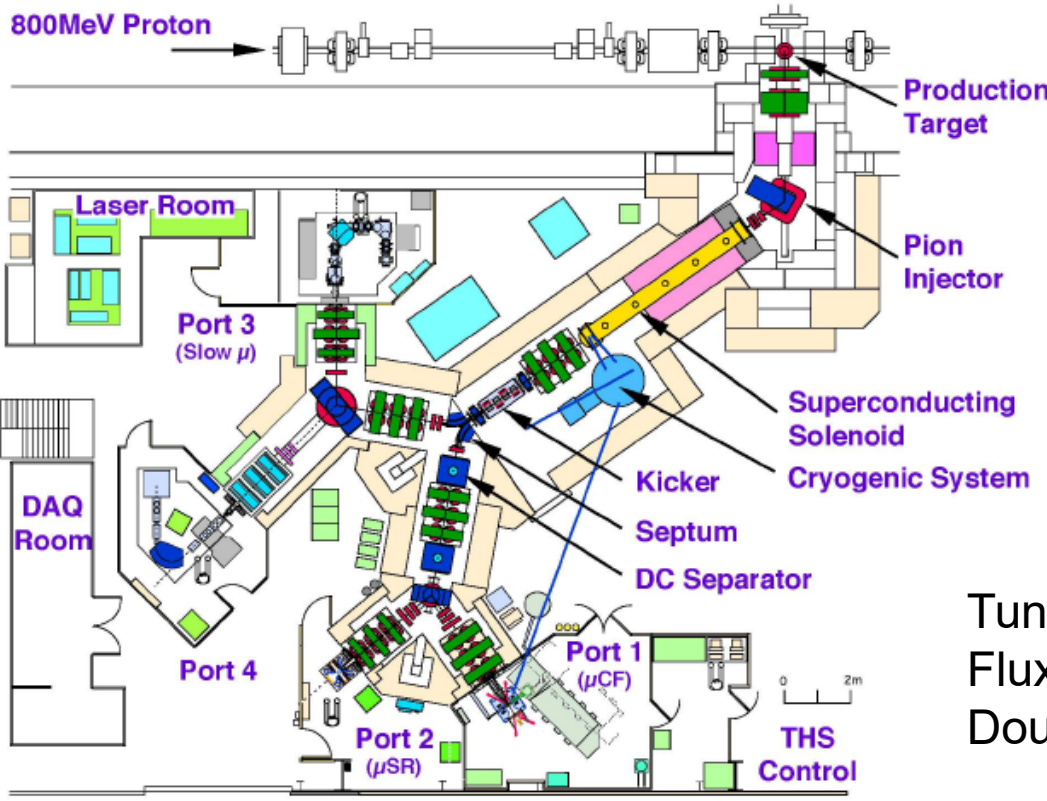 800MeV Proton
Production
Target
Laser Room
Pion
Injector
Port 3
(Slow μ)
Superconducting
Solenoid
Cryogenic System
Kicker
DAQ
Room
Septum
DC Separator
Port 4
Port 1
(μCF)
0 2m
Port 2
(μSR)
THS
Control
Tun
Flux
Dou